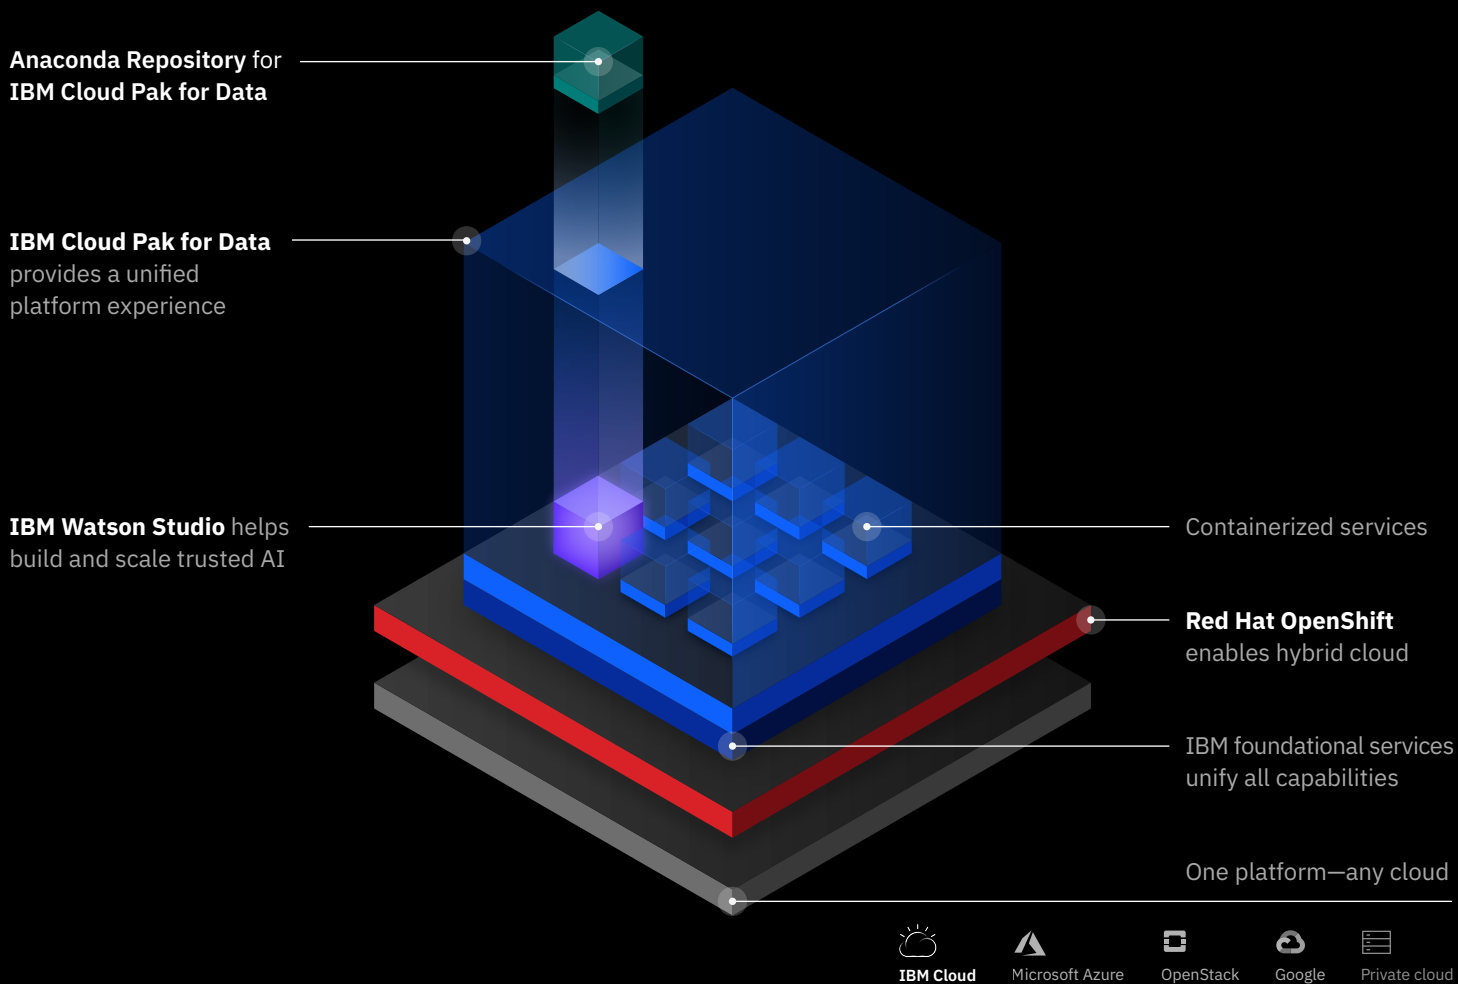 Anaconda Repository for
IBM Cloud Pak for Data
IBM Cloud Pak for Data
provides a unified
platform experience
IBM Watson Studio helps
build and scale trusted AI
Containerized services
Red Hat OpenShift
enables hybrid cloud
IBM foundational services
unify all capabilities
One platform—any cloud
IBM Cloud
Microsoft Azure
OpenStack
Google
Private cloud